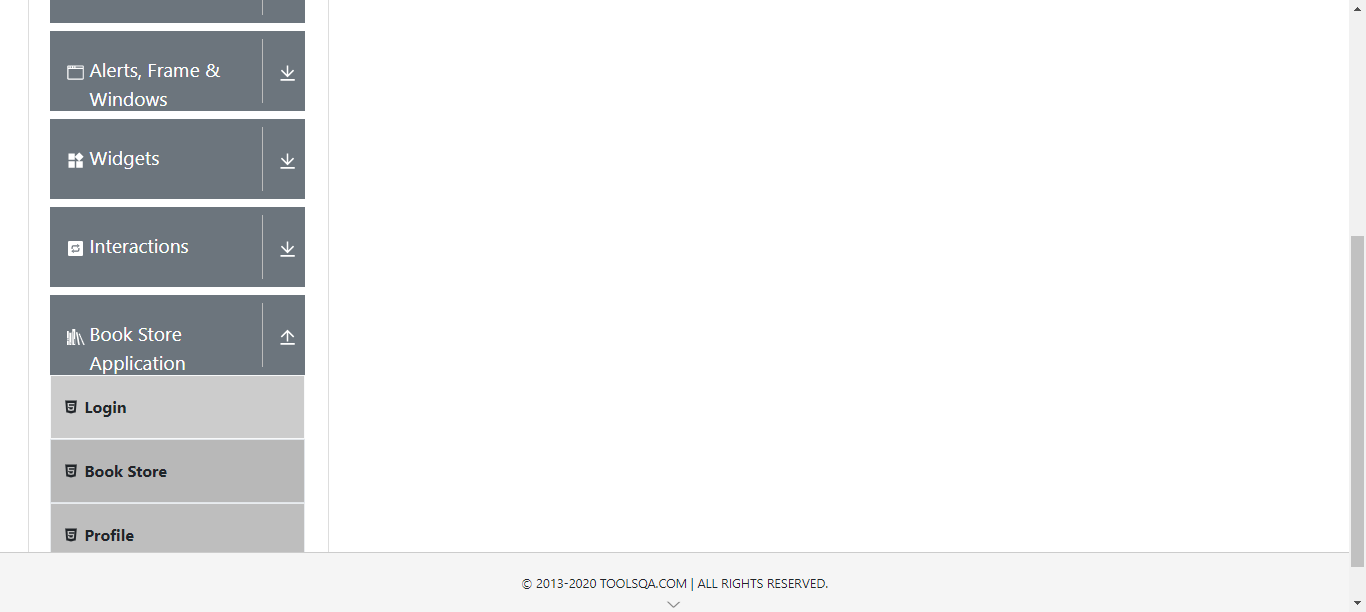 Alerts, Frame &
Windows
Widgets
Interactions
Book Store
Application
Login
Book Store
Profile
© 2013-2020 TOOLSQA.COM | ALL RIGHTS RESERVED.